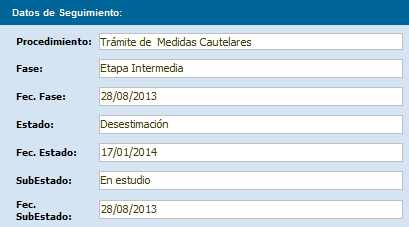 Datos de Seguimiento:
Procedimiento: Trámite de Medidas Cautelares
Fase: Etapa Intermedia
Fec. Fase: 28/08/2013
Estado: Desestimación
Fec. Estado: 17/01/2014
SubEstado: En estudio
Fec.
SubEstado: 28/08/2013